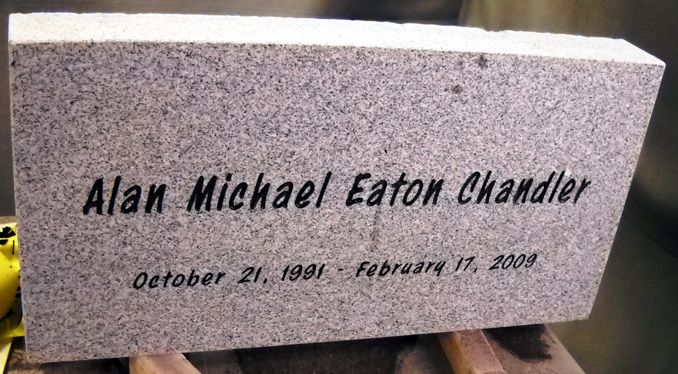 Alan Michael Eaton Chandler
October 21, 1991 - February 17, 2009